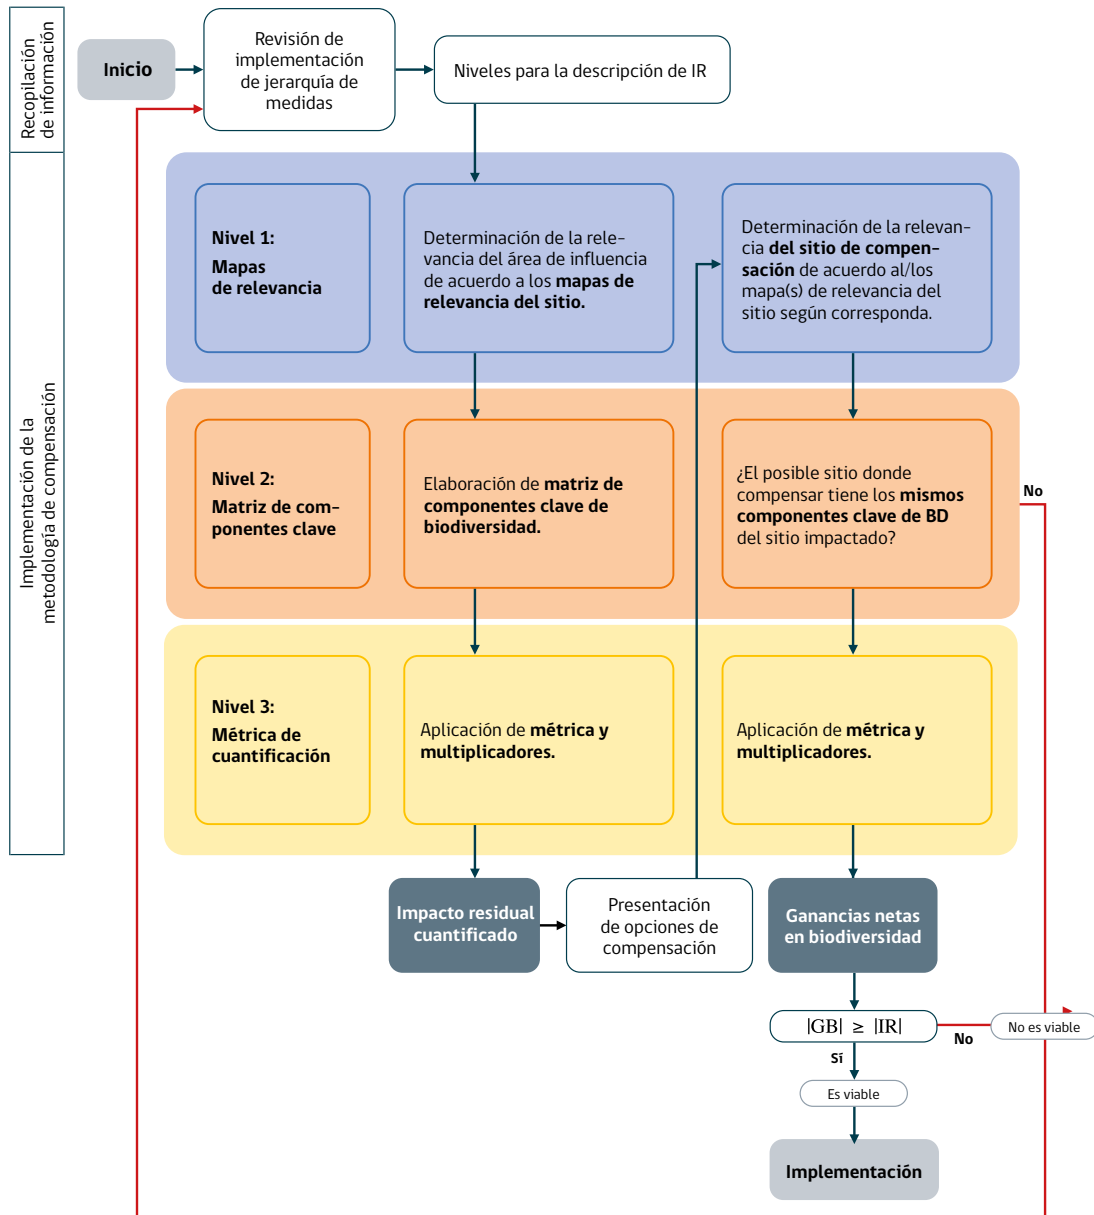 Recopilación
de información
Inicio
Revisión de
implementación
de jerarquía de
medidas
Niveles para la descripción de IR
Implementación de la
metodología de compensación
Nivel 1:
Mapas
de relevancia
Determinación de la rele-
vancia del área de influencia
de acuerdo a los mapas de
relevancia del sitio.
Determinación de la relevan-
cia del sitio de compen-
sación de acuerdo al/los
mapa(s) de relevancia del
sitio según corresponda.
Nivel 2:
Matriz de com-
ponentes clave
Elaboración de matriz de
componentes clave de
biodiversidad.
¿El posible sitio donde
compensar tiene los mismos
componentes clave de BD
del sitio impactado?
No
Nivel 3:
Métrica de
cuantificación
Aplicación de métrica y
multiplicadores.
Aplicación de métrica y
multiplicadores.
Impacto residual
cuantificado
Presentación
de opciones de
compensación
Ganancias netas
en biodiversidad
|GB| ≥ |IR|
No
No es viable
Sí
Es viable
Implementación